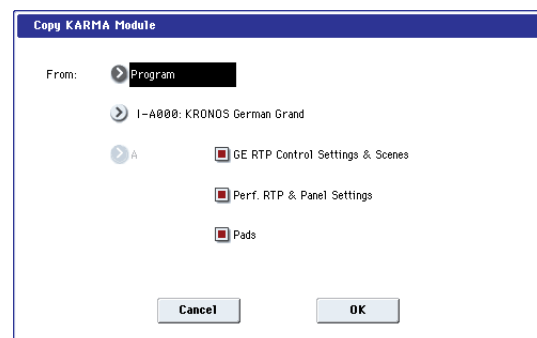 Copy KARMA Module
From: Program
I-A000: KRONOS German Grand
A GE RTP Control Settings & Scenes
Perf. RTP & Panel Settings
Pads
Cancel OK